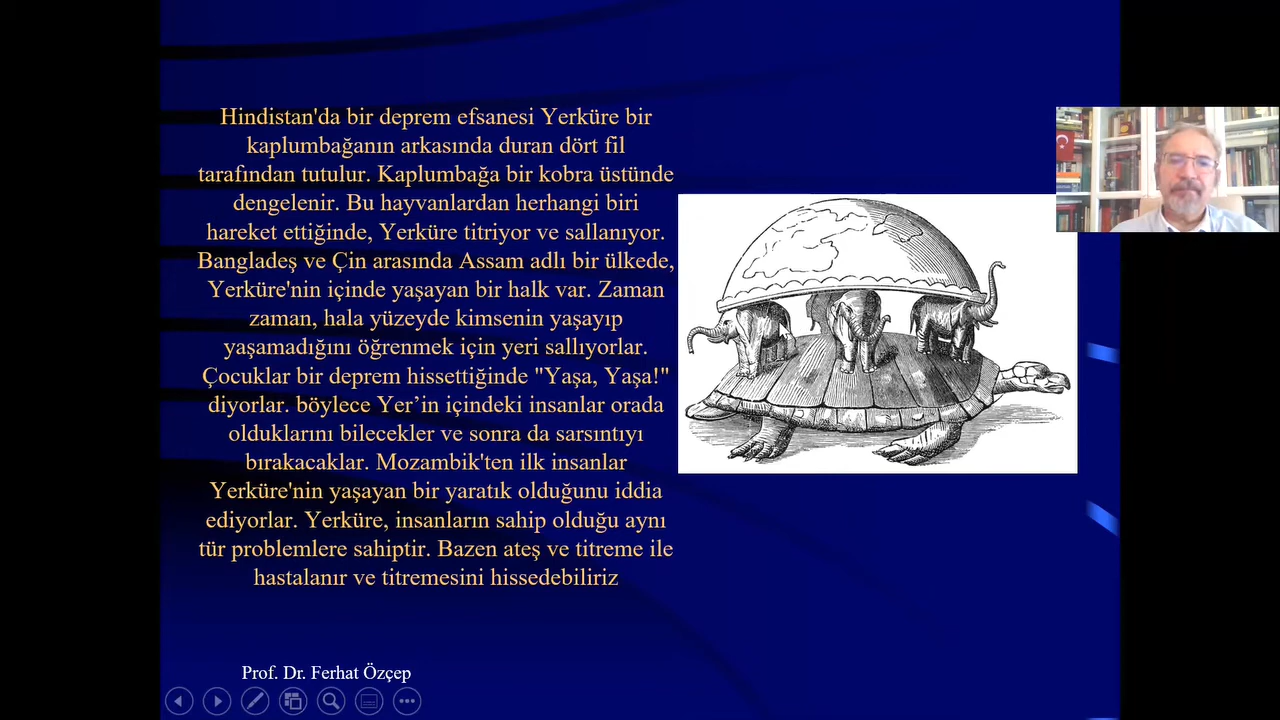 Hindistan'da bir deprem efsanesi Yerküre bir
kaplumbağanın arkasında duran dört fil
tarafından tutulur. Kaplumbağa bir kobra üstünde
dengelenir. Bu hayvanlardan herhangi biri
hareket ettiğinde, Yerküre titriyor ve sallanıyor.
Bangladeş ve Çin arasında Assam adlı bir ülkede,
Yerküre'nin içinde yaşayan bir halk var. Zaman
zaman, hala yüzeyde kimsenin yaşayıp
yaşamadığını öğrenmek için yeri sallıyorlar.
Çocuklar bir deprem hissettiğinde "Yaşa, Yaşa!"
diyorlar. böylece Yer’in içindeki insanlar orada
olduklarını bilecekler ve sonra da sarsıntıyı
bırakacaklar. Mozambik'ten ilk insanlar
Yerküre'nin yaşayan bir yaratık olduğunu iddia
ediyorlar. Yerküre, insanların sahip olduğu aynı
tür problemlere sahiptir. Bazen ateş ve titreme ile
hastalanır ve titremesini hissedebiliriz
Prof. Dr. Ferhat Özçep